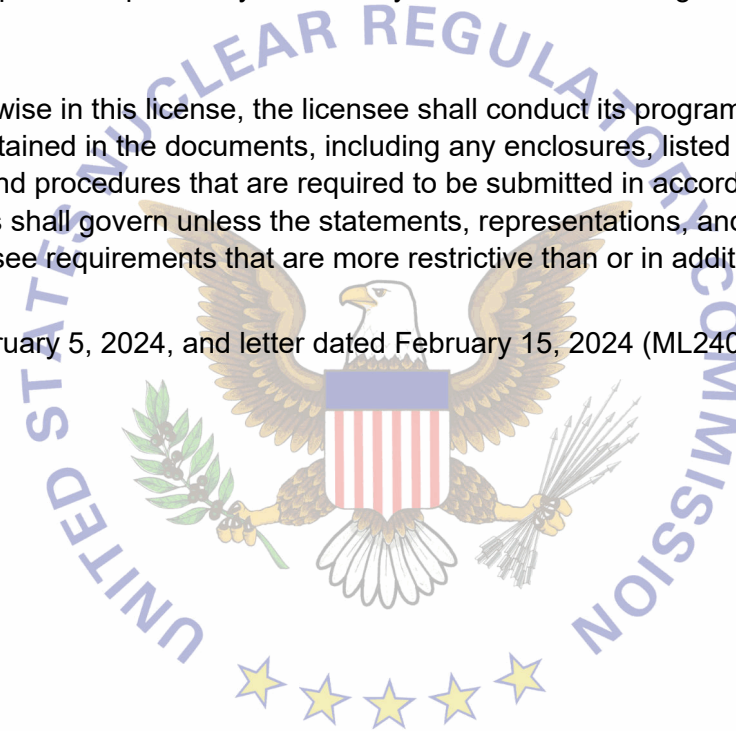 UNITED STATES NUCLEAR REGULATORY COMMISSION
wise in this license, the licensee shall conduct its program
tained in the documents, including any enclosures, listed
nd procedures that are required to be submitted in accord
s shall govern unless the statements, representations, and
see requirements that are more restrictive than or in addit
ruary 5, 2024, and letter dated February 15, 2024 (ML240